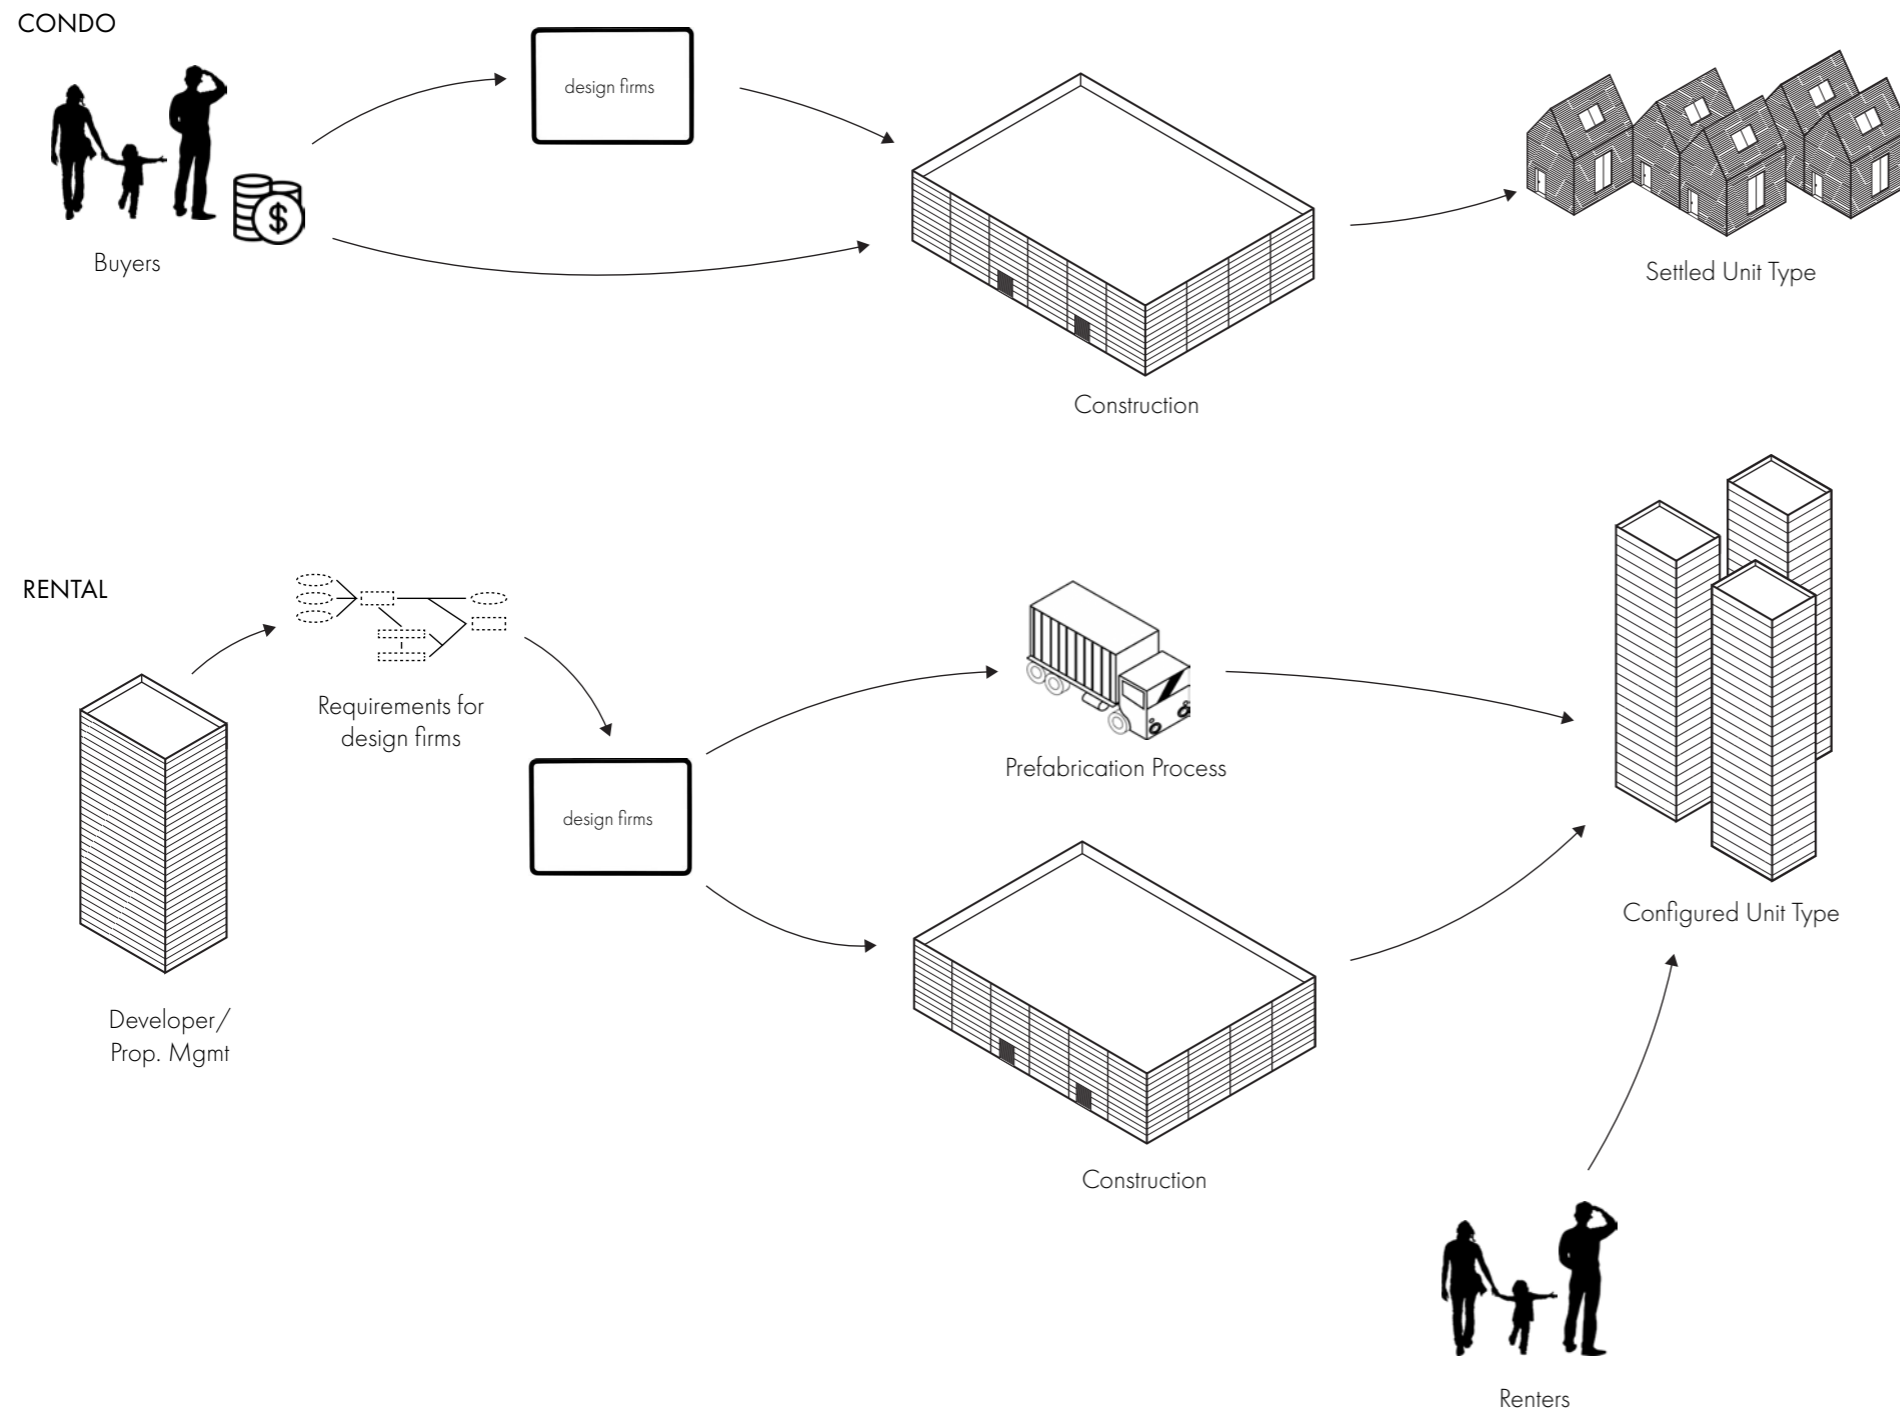 CONDO
design firms
Buyers
$
Settled Unit Type
Construction
RENTAL
Requirements for
design firms
design firms
Prefabrication Process
Configured Unit Type
Developer/
Prop. Mgmt
Construction
Renters